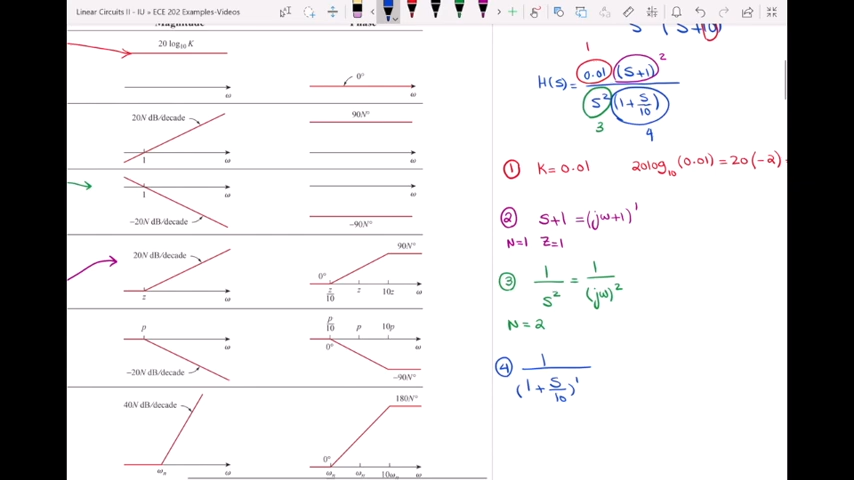 Linear Circuits II - IU ECE 202 Examples-Videos
Magnitude
Phase
20 log₁₀ K
ω
0°
ω
20N dB/decade
1
ω
90N°
ω
1
ω
−20N dB/decade
ω
−90N°
20N dB/decade
z
ω
90N°
0°
z/10
z
10z
ω
p
ω
−20N dB/decade
p/10
p
10p
0°
ω
−90N°
40N dB/decade
ωn
ω
180N°
0°
ωn
ωn
10ωn
ω
1
2
H(S) = 0.01 (S+1) / S² (1 + S/10)
3
4
① K = 0.01 20log₁₀(0.01) = 20(-2)
② S+1 = (jω+1)¹
N=1 Z=1
③ 1/S² = 1/(jω)²
N = 2
④ 1/(1 + S/10)¹